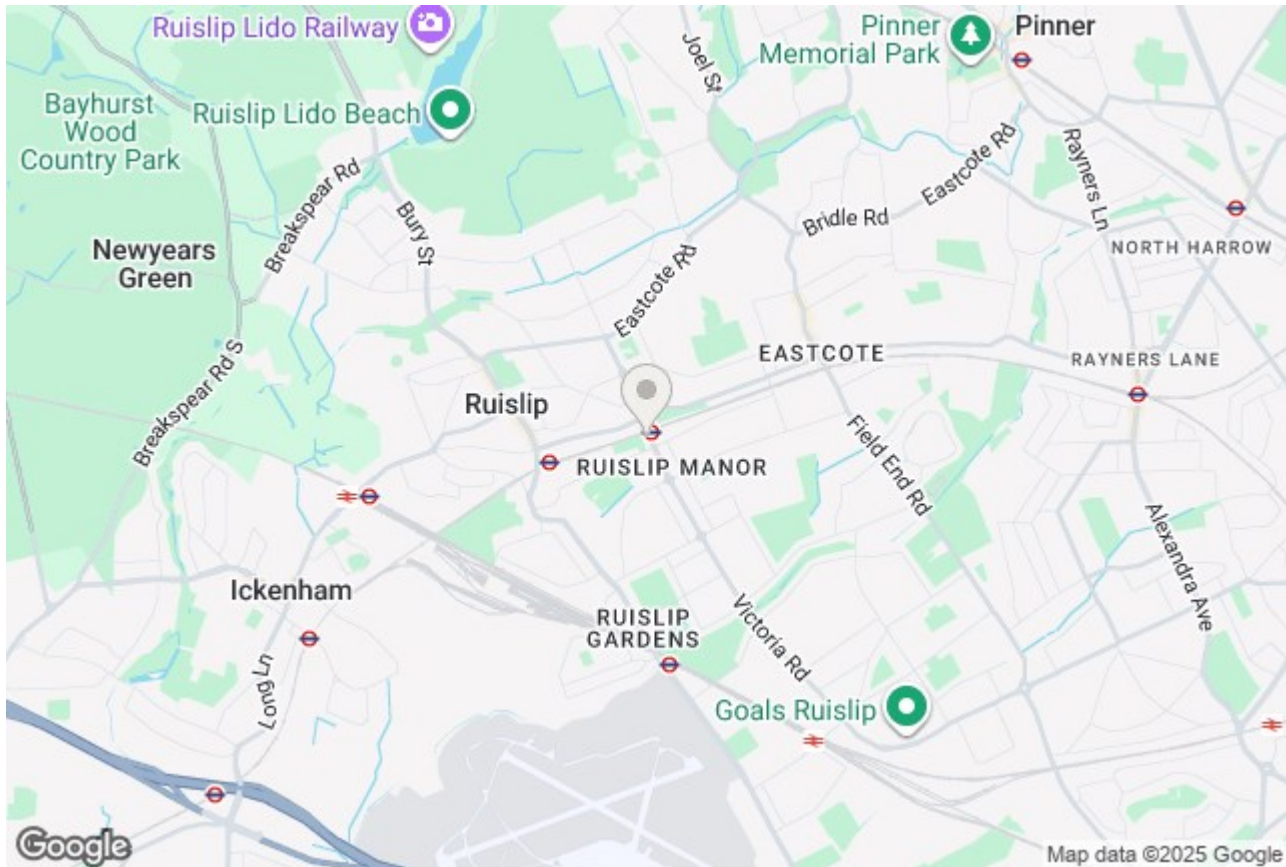 Ruislip Lido Railway
Pinner
Memorial Park
Pinner
Joel St
Bayhurst
Wood
Country Park
Ruislip Lido Beach
Breakspear Rd
Bury St
Eastcote Rd
Rayners Ln
Bridle Rd
Newyears
Green
NORTH HARROW
Eastcote Rd
EASTCOTE
RAYNERS LANE
Breakspear Rd S
Ruislip
RUISLIP MANOR
Field End Rd
Alexandra Ave
Ickenham
RUISLIP
GARDENS
Victoria Rd
Long Ln
Goals Ruislip
Google
Map data ©2025 Google